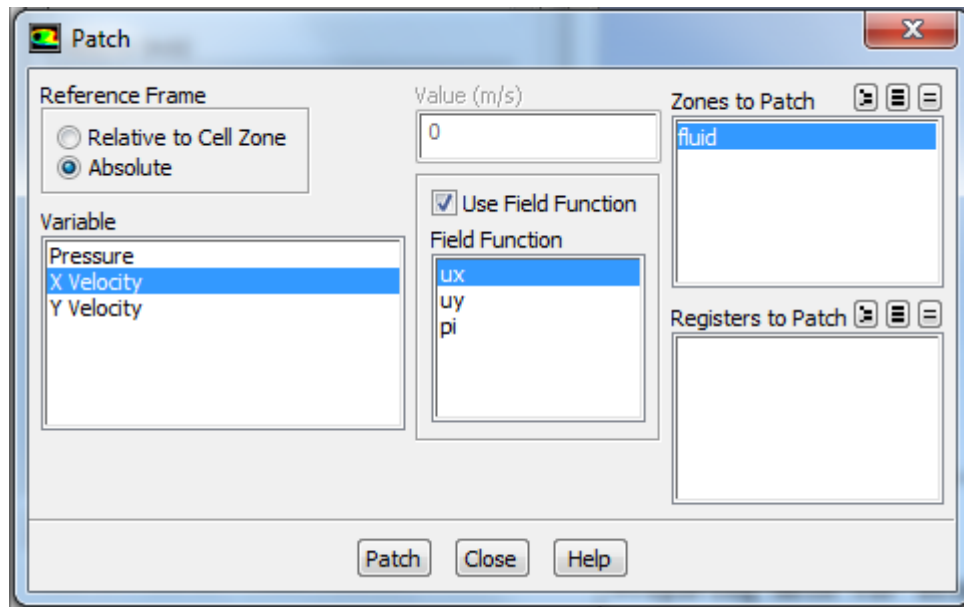 Patch
Reference Frame
Relative to Cell Zone
Absolute
Variable
Pressure
X Velocity
Y Velocity
Value (m/s)
0
Use Field Function
Field Function
ux
uy
pi
Zones to Patch
fluid
Registers to Patch
Patch
Close
Help